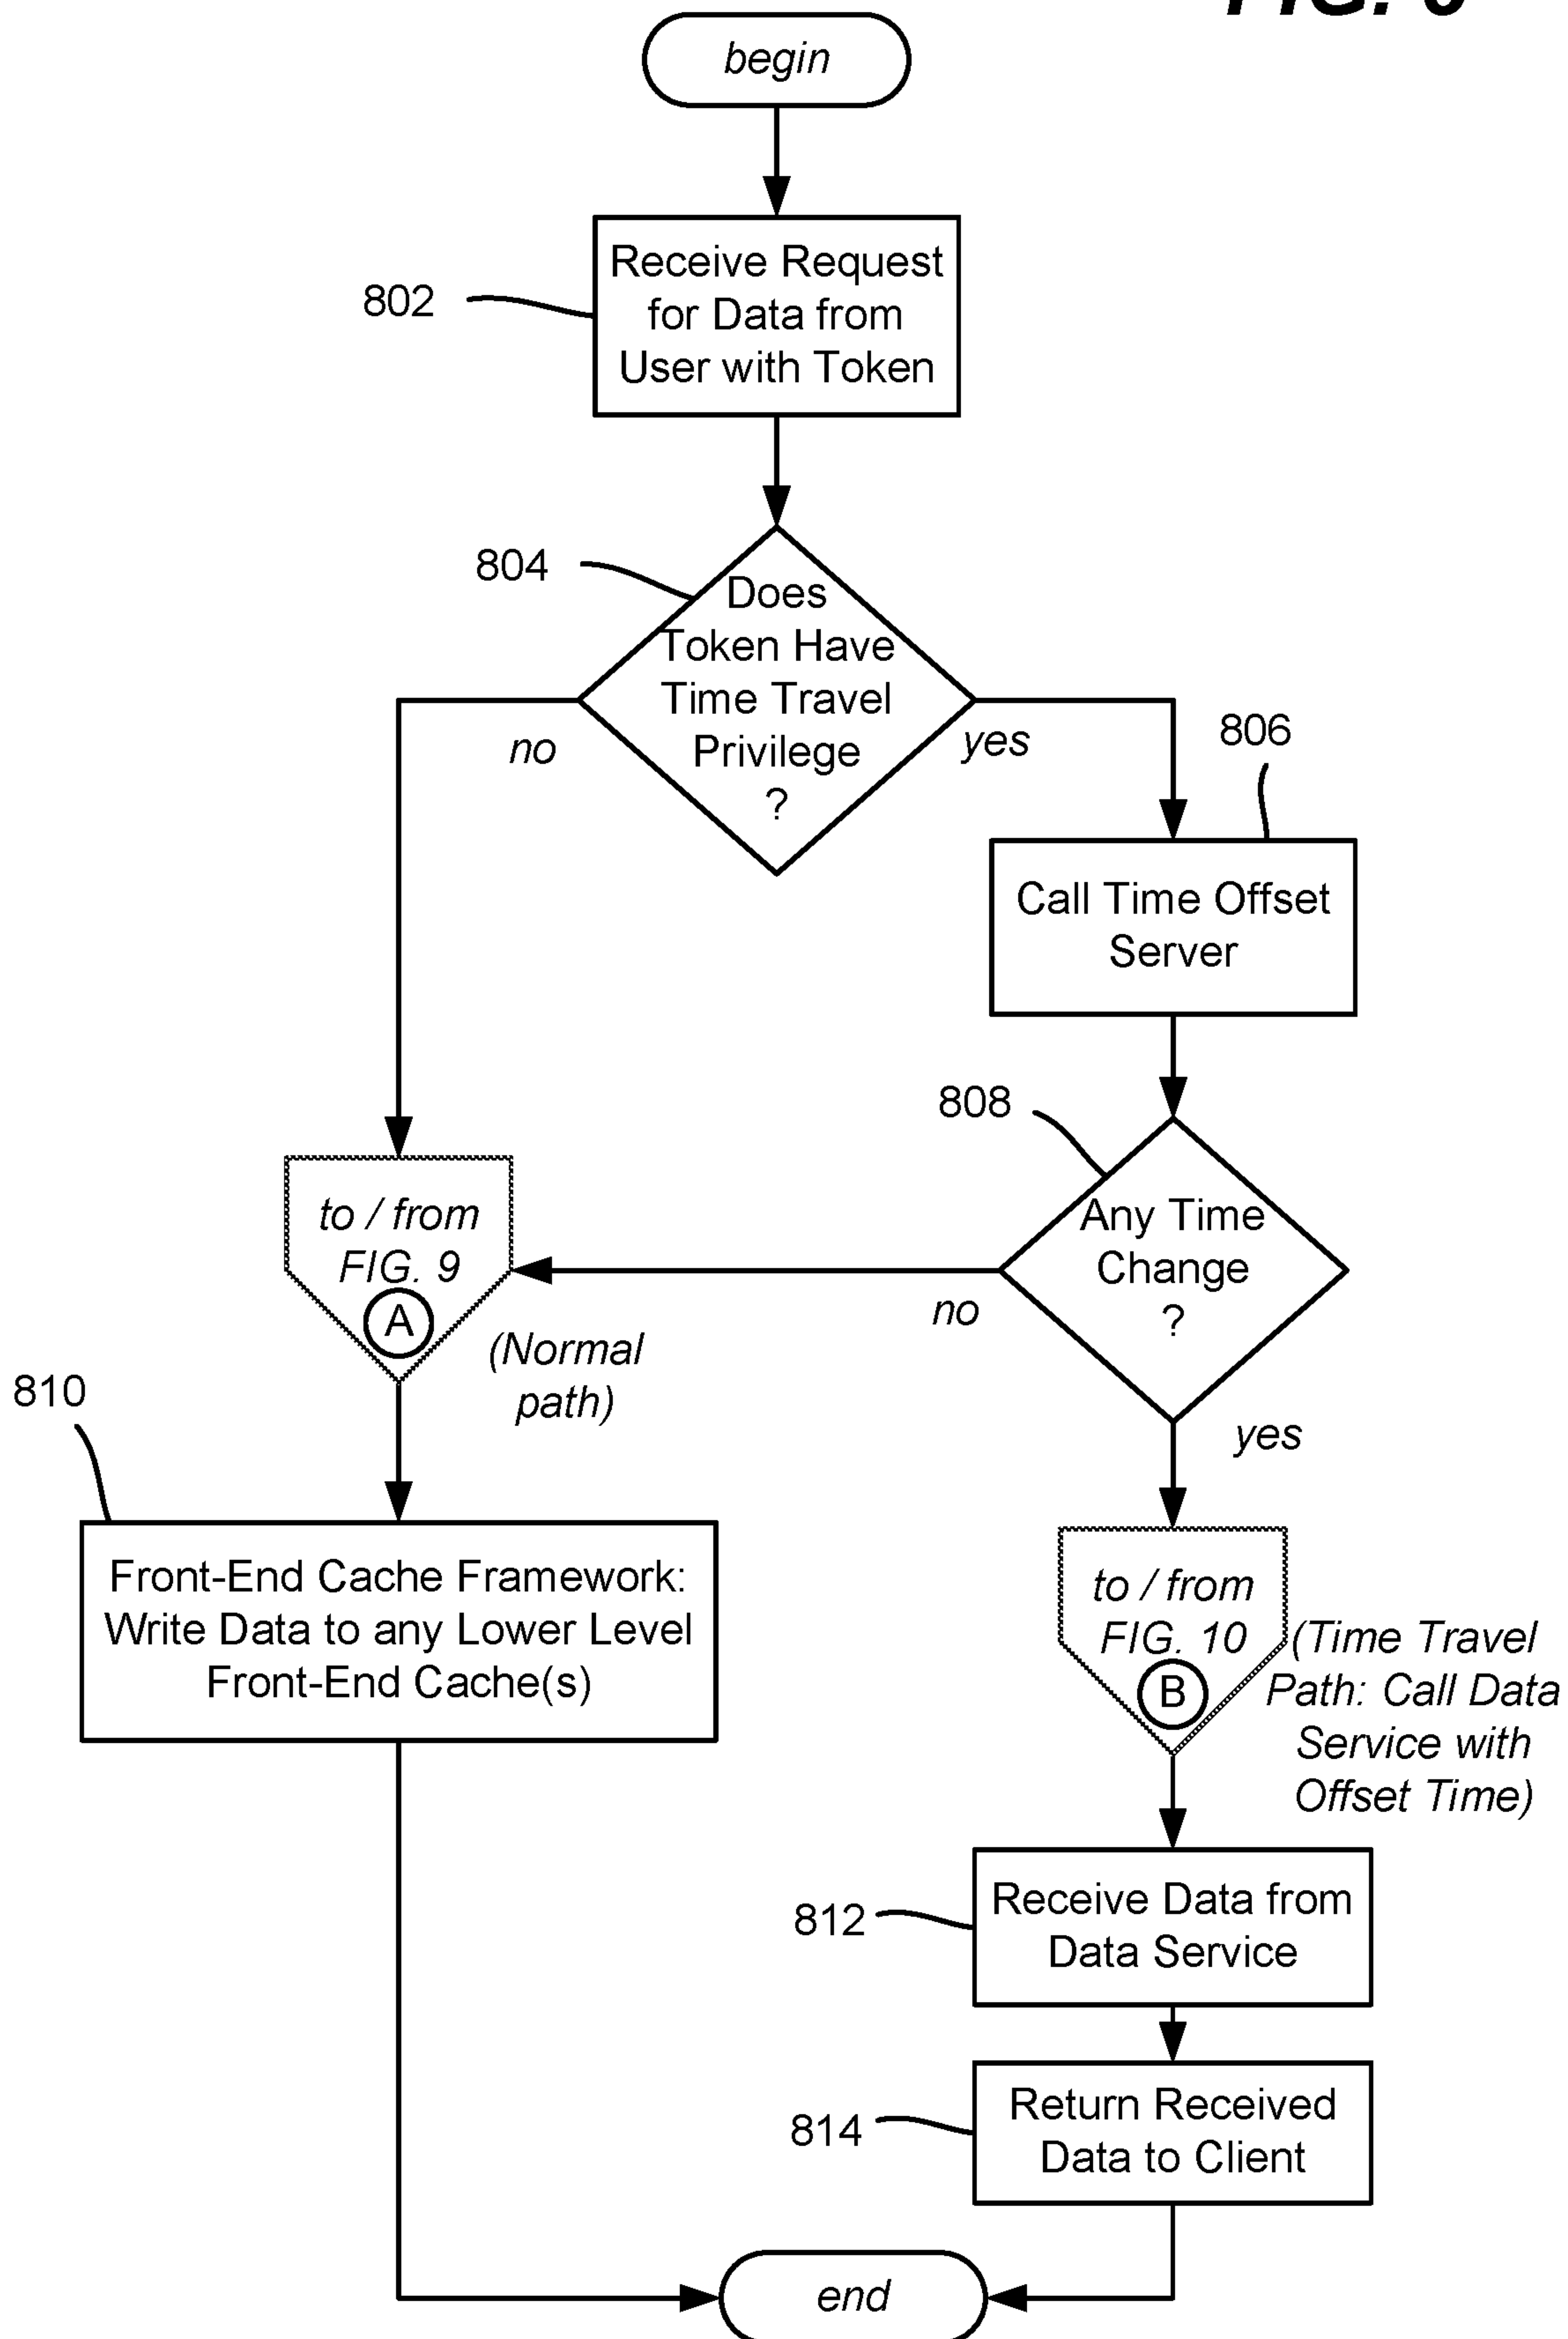 FIG.
begin
802
Receive Request
for Data from
User with Token
804
Does
Token Have
Time Travel
Privilege
?
no
yes
806
Call Time Offset
Server
808
Any Time
Change
?
no
yes
to / from
FIG. 9
A
(Normal
path)
810
Front-End Cache Framework:
Write Data to any Lower Level
Front-End Cache(s)
to / from
FIG. 10
B
(Time Travel
Path: Call Data
Service with
Offset Time)
812
Receive Data from
Data Service
814
Return Received
Data to Client
end